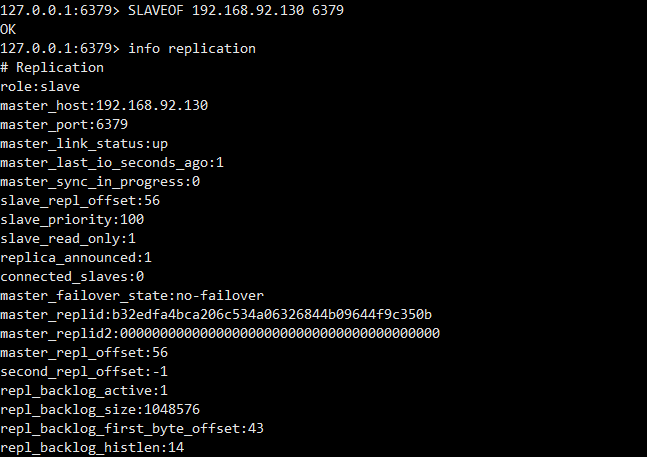 127.0.0.1:6379> SLAVEOF 192.168.92.130 6379
OK
127.0.0.1:6379> info replication
# Replication
role:slave
master_host:192.168.92.130
master_port:6379
master_link_status:up
master_last_io_seconds_ago:1
master_sync_in_progress:0
slave_repl_offset:56
slave_priority:100
slave_read_only:1
replica_announced:1
connected_slaves:0
master_failover_state:no-failover
master_replid:b32edfa4bca206c534a06326844b09644f9c350b
master_replid2:0000000000000000000000000000000000000000
master_repl_offset:56
second_repl_offset:-1
repl_backlog_active:1
repl_backlog_size:1048576
repl_backlog_first_byte_offset:43
repl_backlog_histlen:14